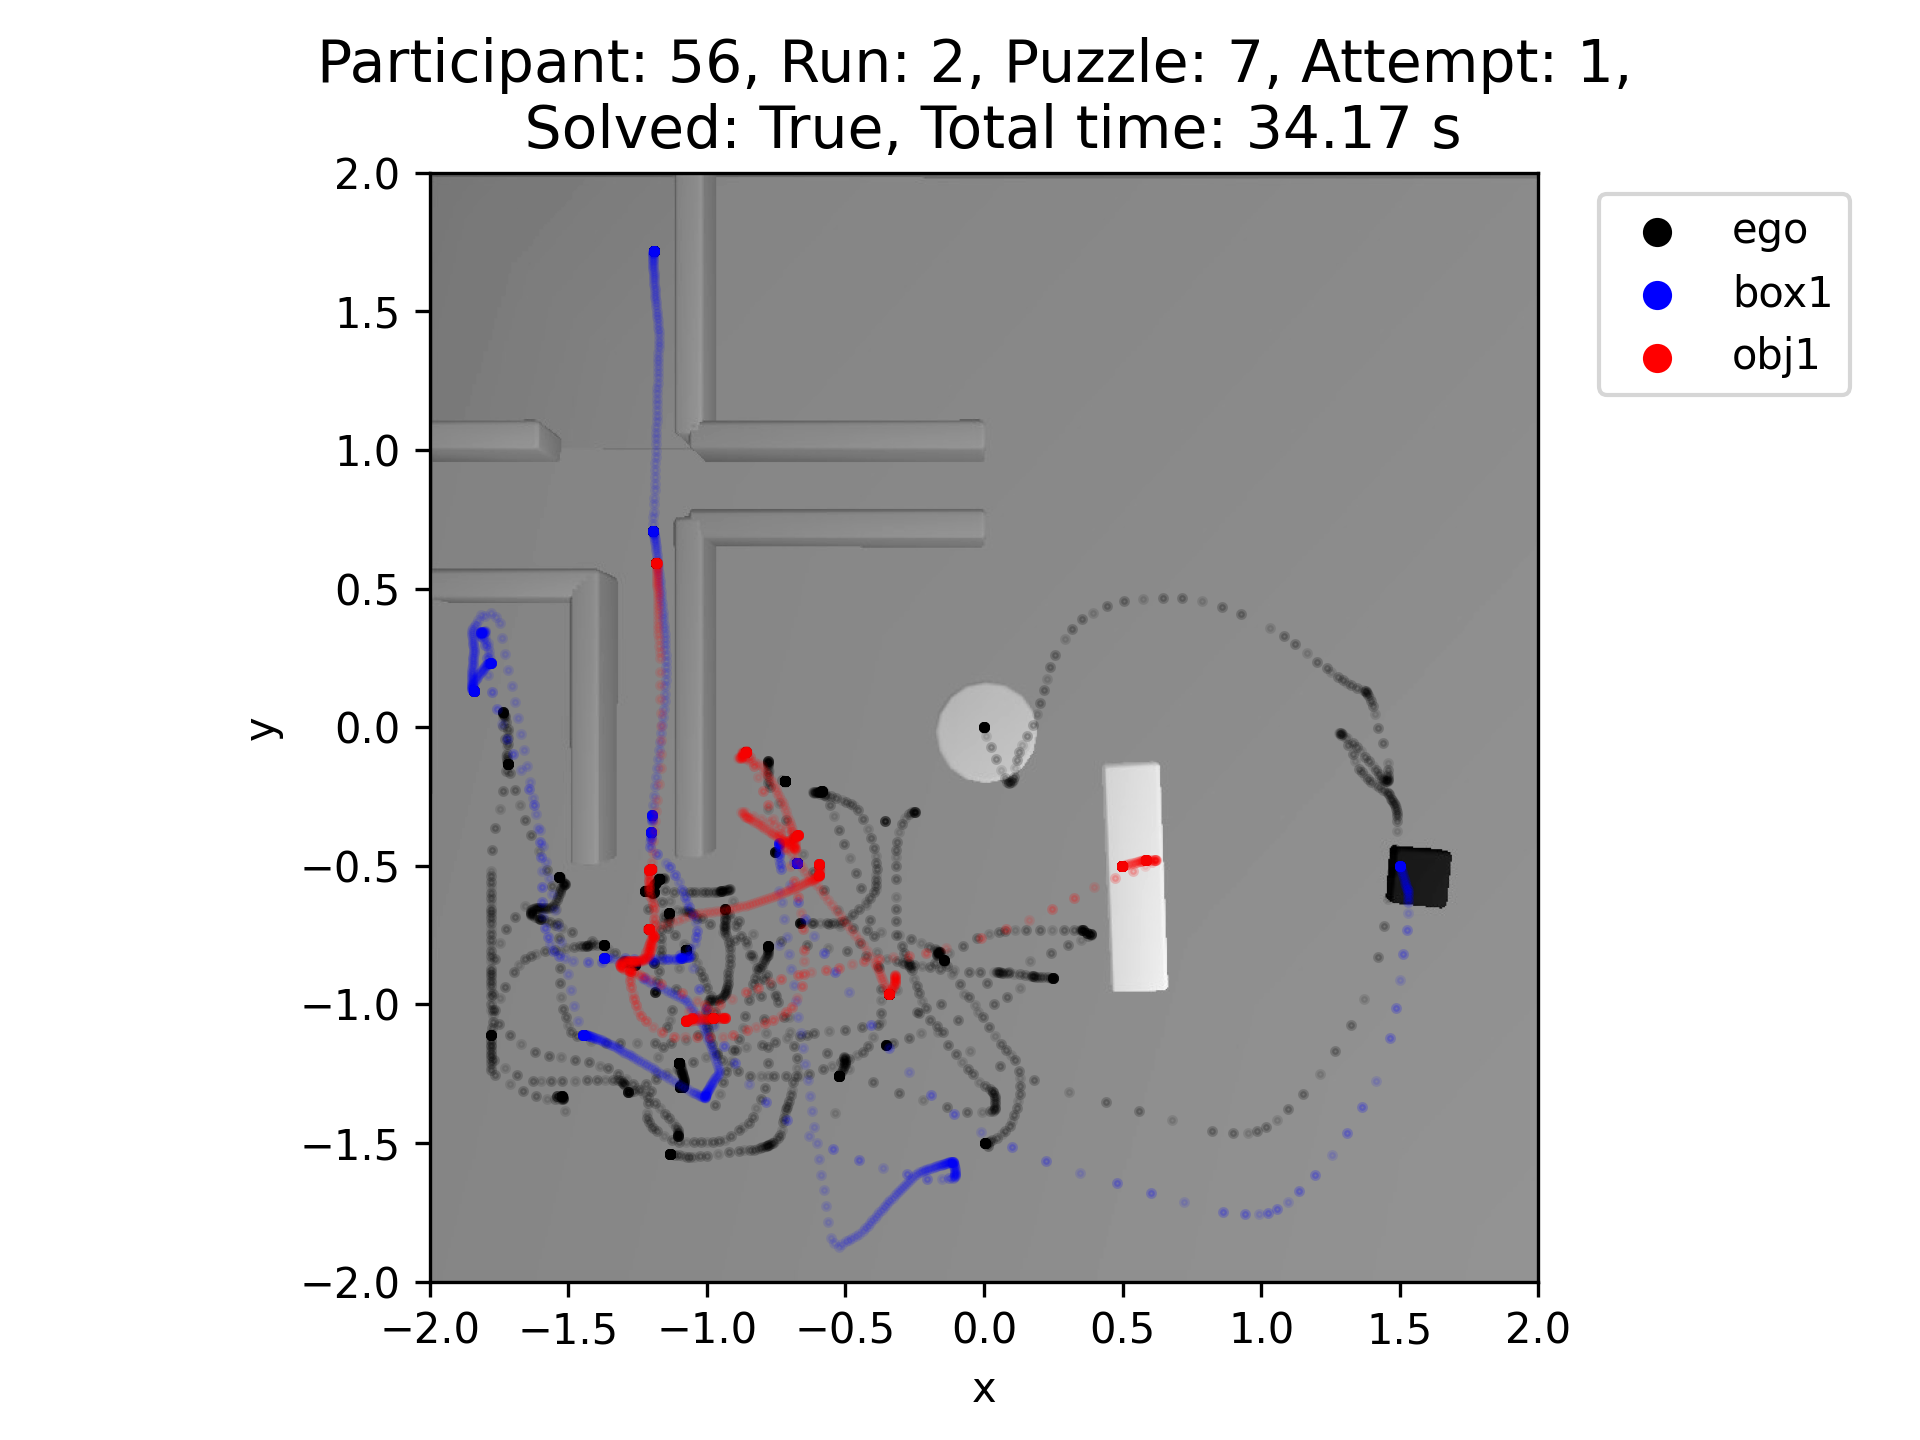 Participant: 56, Run: 2, Puzzle: 7, Attempt: 1,
Solved: True, Total time: 34.17 s
ego
box1
obj1
2.0
1.5
1.0
0.5
0.0
−0.5
−1.0
−1.5
−2.0
y
−2.0 −1.5 −1.0 −0.5 0.0 0.5 1.0 1.5 2.0
x